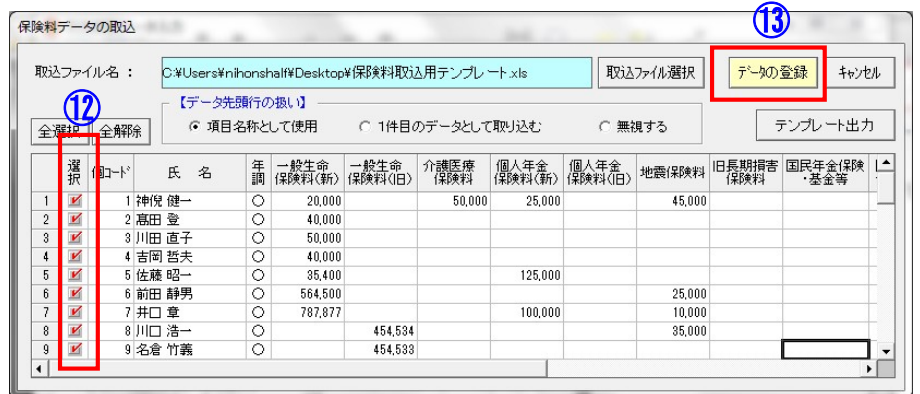 ⑬
保険料データの取込
取込ファイル名： C:¥Users¥nihonshalf¥Desktop¥保険料取込用テンプレート.xls 取込ファイル選択 データの登録 キャンセル
⑫
【データ先頭行の扱い】
全選択 全解除 項目名称として使用 1件目のデータとして取り込む 無視する テンプレート出力
選択 個コード 氏 名 年調 一般生命保険料(新) 一般生命保険料(旧) 介護医療保険料 個人年金保険料(新) 個人年金保険料(旧) 地震保険料 旧長期損害保険料 国民年金保険・基金等
1 1 神倪 健一 ○ 20,000 50,000 25,000 45,000
2 2 髙田 登 ○ 40,000
3 3 川田 直子 ○ 50,000
4 4 吉岡 哲夫 ○ 40,000
5 5 佐藤 昭一 ○ 35,400 125,000
6 6 前田 静男 ○ 564,500 25,000
7 7 井口 章 ○ 787,877 100,000 10,000
8 8 川口 浩一 ○ 454,534 35,000
9 9 名倉 竹義 ○ 454,533